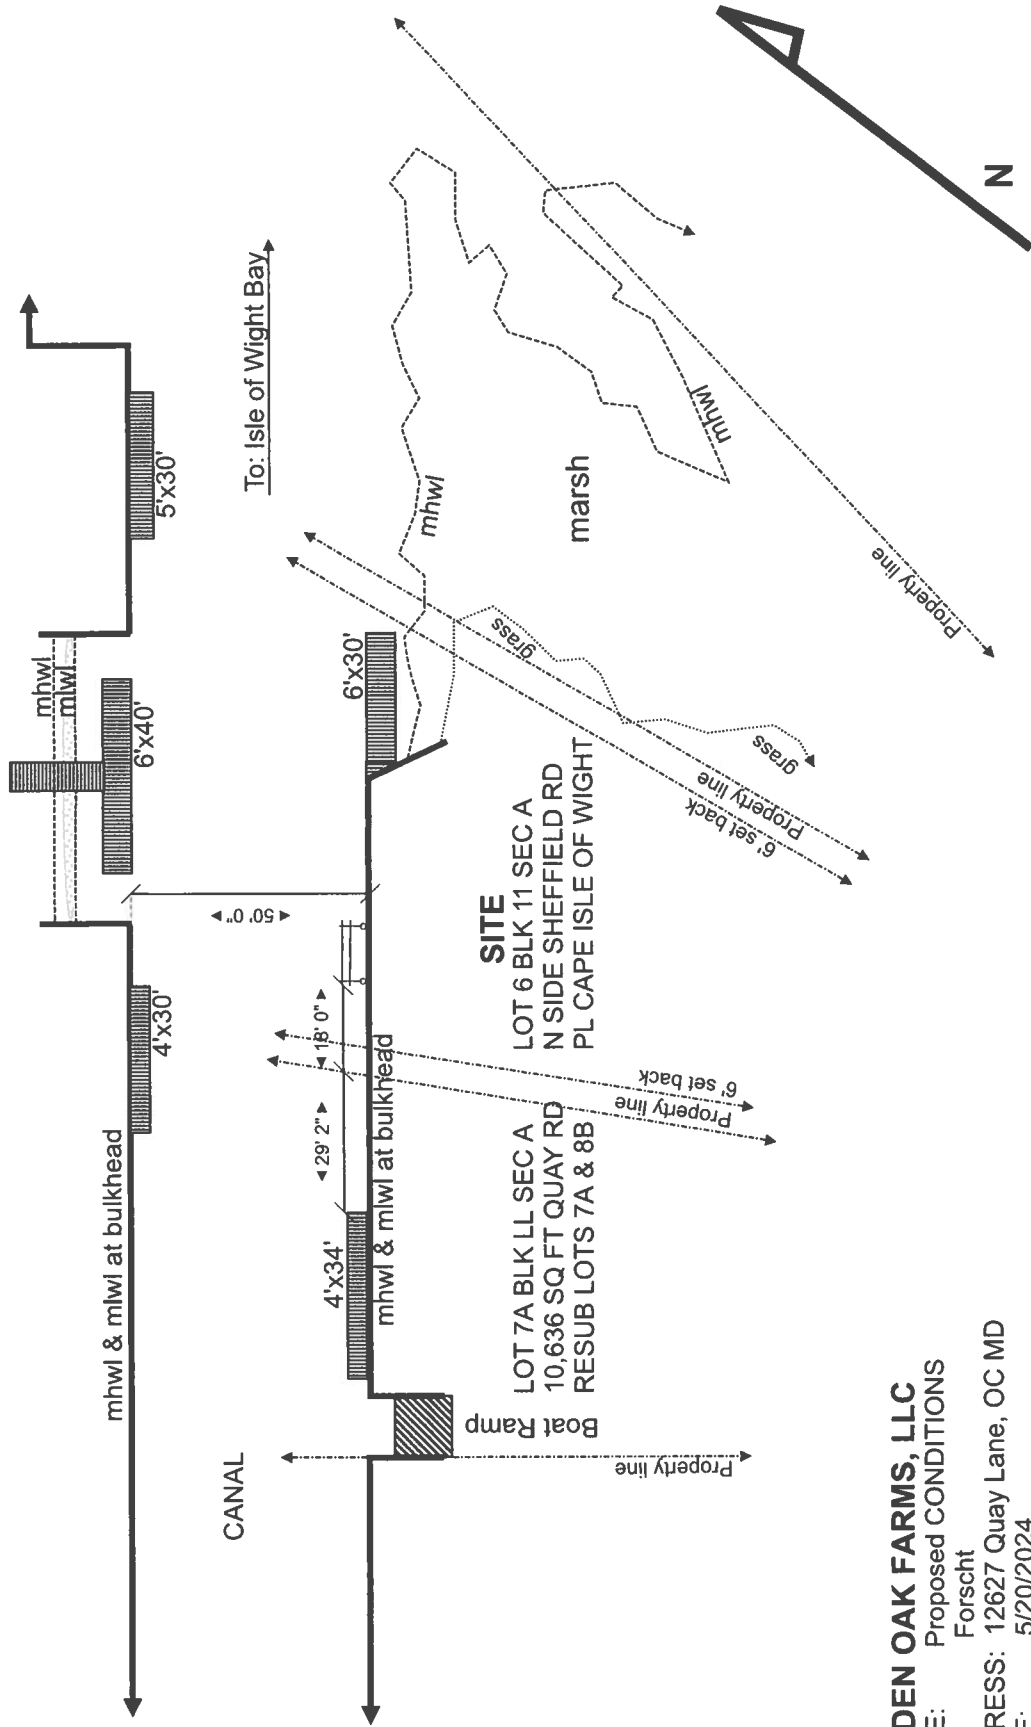 mhwl & mlwl at bulkhead
4'x30'
6'x40'
mhwl
mlwl
5'x30'
CANAL
50' 0"
To: Isle of Wight Bay
4'x34'
29' 2"
18' 0"
6'x30'
mhwl & mlwl at bulkhead
mhwl
mhwl
marsh
grass
grass
Boat Ramp
Property line
LOT 7A BLK LL SEC A
10,636 SQ FT QUAY RD
RESUB LOTS 7A & 8B
Property line
6' set back
SITE
LOT 6 BLK 11 SEC A
N SIDE SHEFFIELD RD
PL CAPE ISLE OF WIGHT
6' set back
Property line
Property line
N
DEN OAK FARMS, LLC
E: Proposed CONDITIONS
Forscht
RESS: 12627 Quay Lane, OC MD
E: 5/20/2024